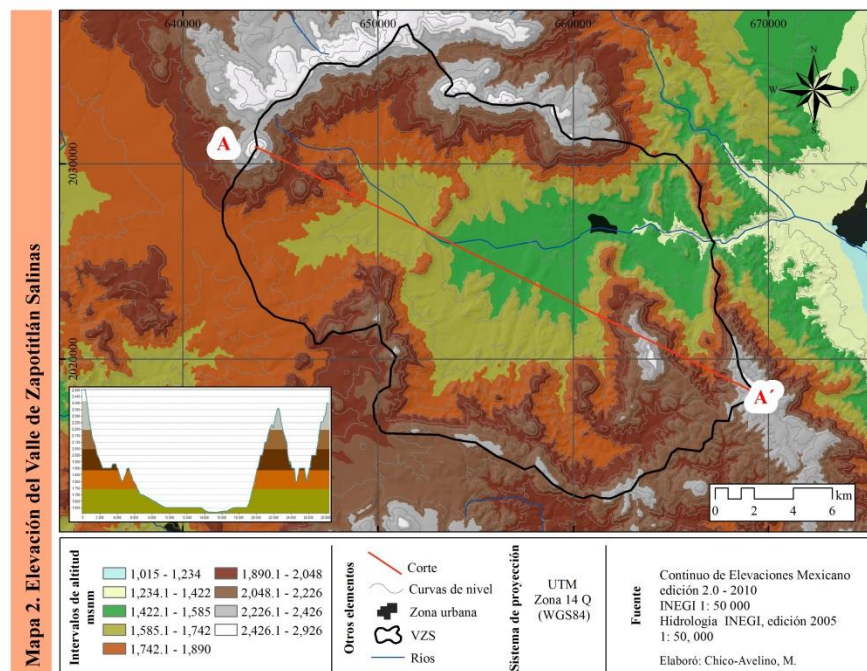 Mapa 2. Elevación del Valle de Zapotitlán Salinas
640000 650000 660000 670000
N
W E
S
A
2030000
2020000
A´
km
0 2 4 6
Intervalos de altitud
msnm
1,015 - 1,234
1,234.1 - 1,422
1,422.1 - 1,585
1,585.1 - 1,742
1,742.1 - 1,890
1,890.1 - 2,048
2,048.1 - 2,226
2,226.1 - 2,426
2,426.1 - 2,926
Otros elementos
Corte
Curvas de nivel
Zona urbana
VZS
Ríos
Sistema de proyección
UTM
Zona 14 Q
(WGS84)
Fuente
Continuo de Elevaciones Mexicano
edición 2.0 - 2010
INEGI 1: 50 000
Hidrología INEGI, edición 2005
1: 50, 000
Elaboró: Chico-Avelino, M.